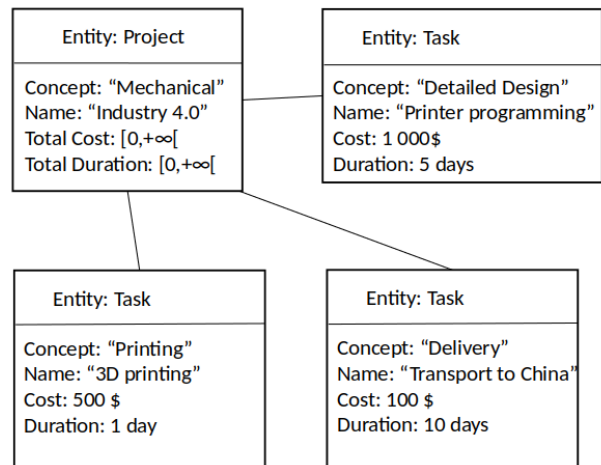 Entity: Project
Concept: “Mechanical”
Name: “Industry 4.0”
Total Cost: [0,+∞[
Total Duration: [0,+∞[
Entity: Task
Concept: “Detailed Design”
Name: “Printer programming”
Cost: 1 000$
Duration: 5 days
Entity: Task
Concept: “Printing”
Name: “3D printing”
Cost: 500 $
Duration: 1 day
Entity: Task
Concept: “Delivery”
Name: “Transport to China”
Cost: 100 $
Duration: 10 days